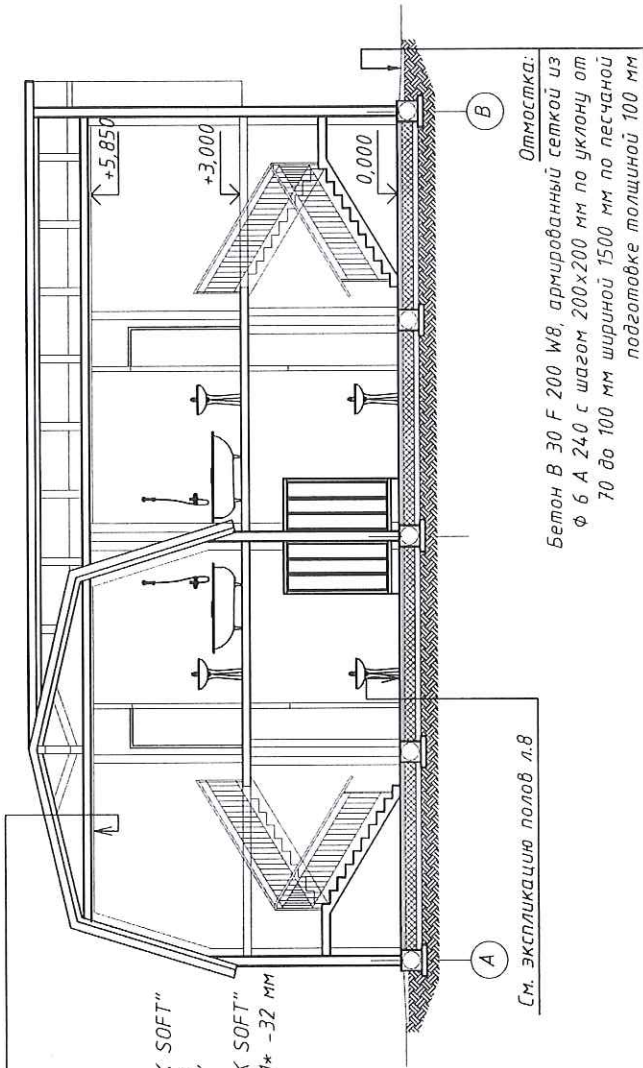 +5,850
+3,000
0,000
К SOFT"
К SOFT"
-32 мм
А
В
См. экспликацию полов л.8
Отмостка:
Бетон В 30 F 200 W8, армированный сеткой из
Ф 6 А 240 с шагом 200х200 мм по уклону от
70 до 100 мм шириной 1500 мм по песчаной
подготовке толщиной 100 мм